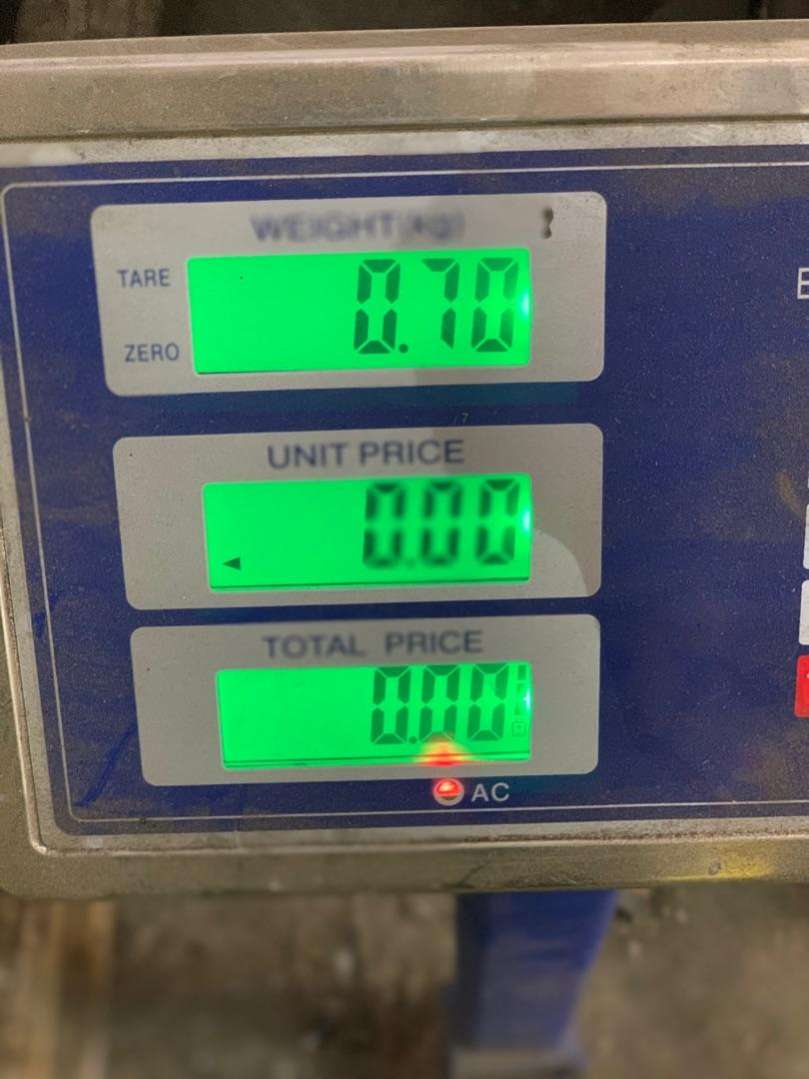 WEIGHT(kg)
TARE
0.70
ZERO
UNIT PRICE
0.00
TOTAL PRICE
0.00
AC